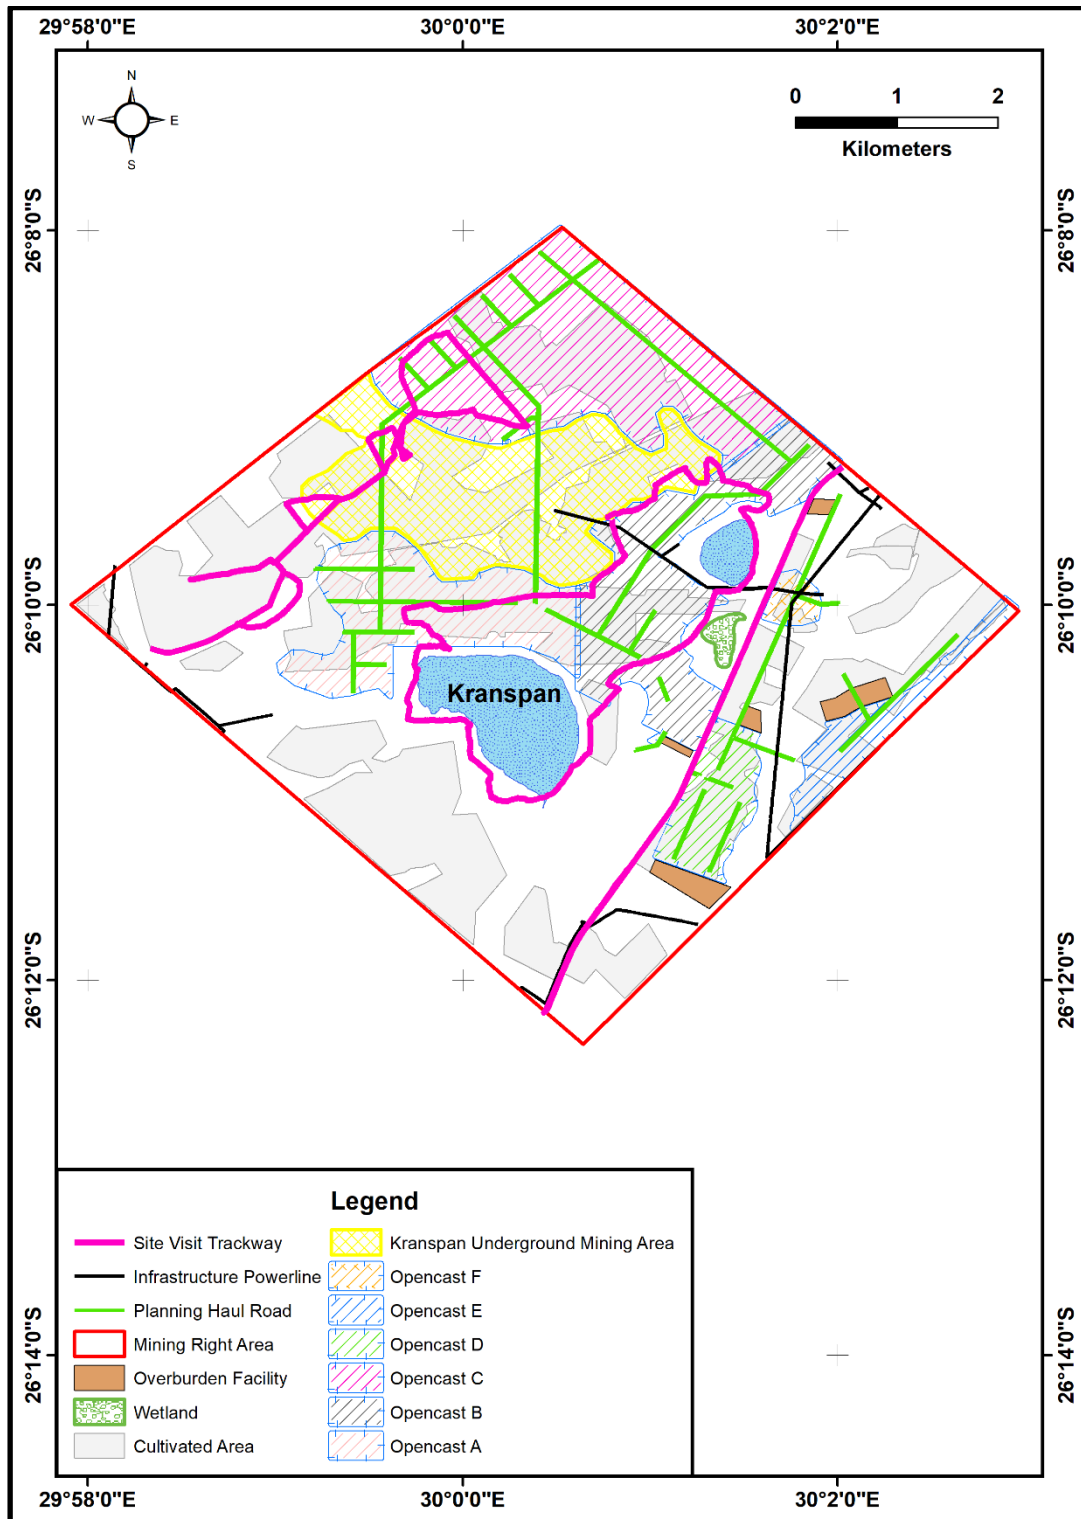 29°58'0"E 30°0'0"E 30°2'0"E
N
W E
S
0 1 2
Kilometers
26°8'0"S 26°8'0"S
26°10'0"S 26°10'0"S
Kranspan
26°12'0"S 26°12'0"S
26°14'0"S 26°14'0"S
Legend
Site Visit Trackway
Infrastructure Powerline
Planning Haul Road
Mining Right Area
Overburden Facility
Wetland
Cultivated Area
Kranspan Underground Mining Area
Opencast F
Opencast E
Opencast D
Opencast C
Opencast B
Opencast A
29°58'0"E 30°0'0"E 30°2'0"E